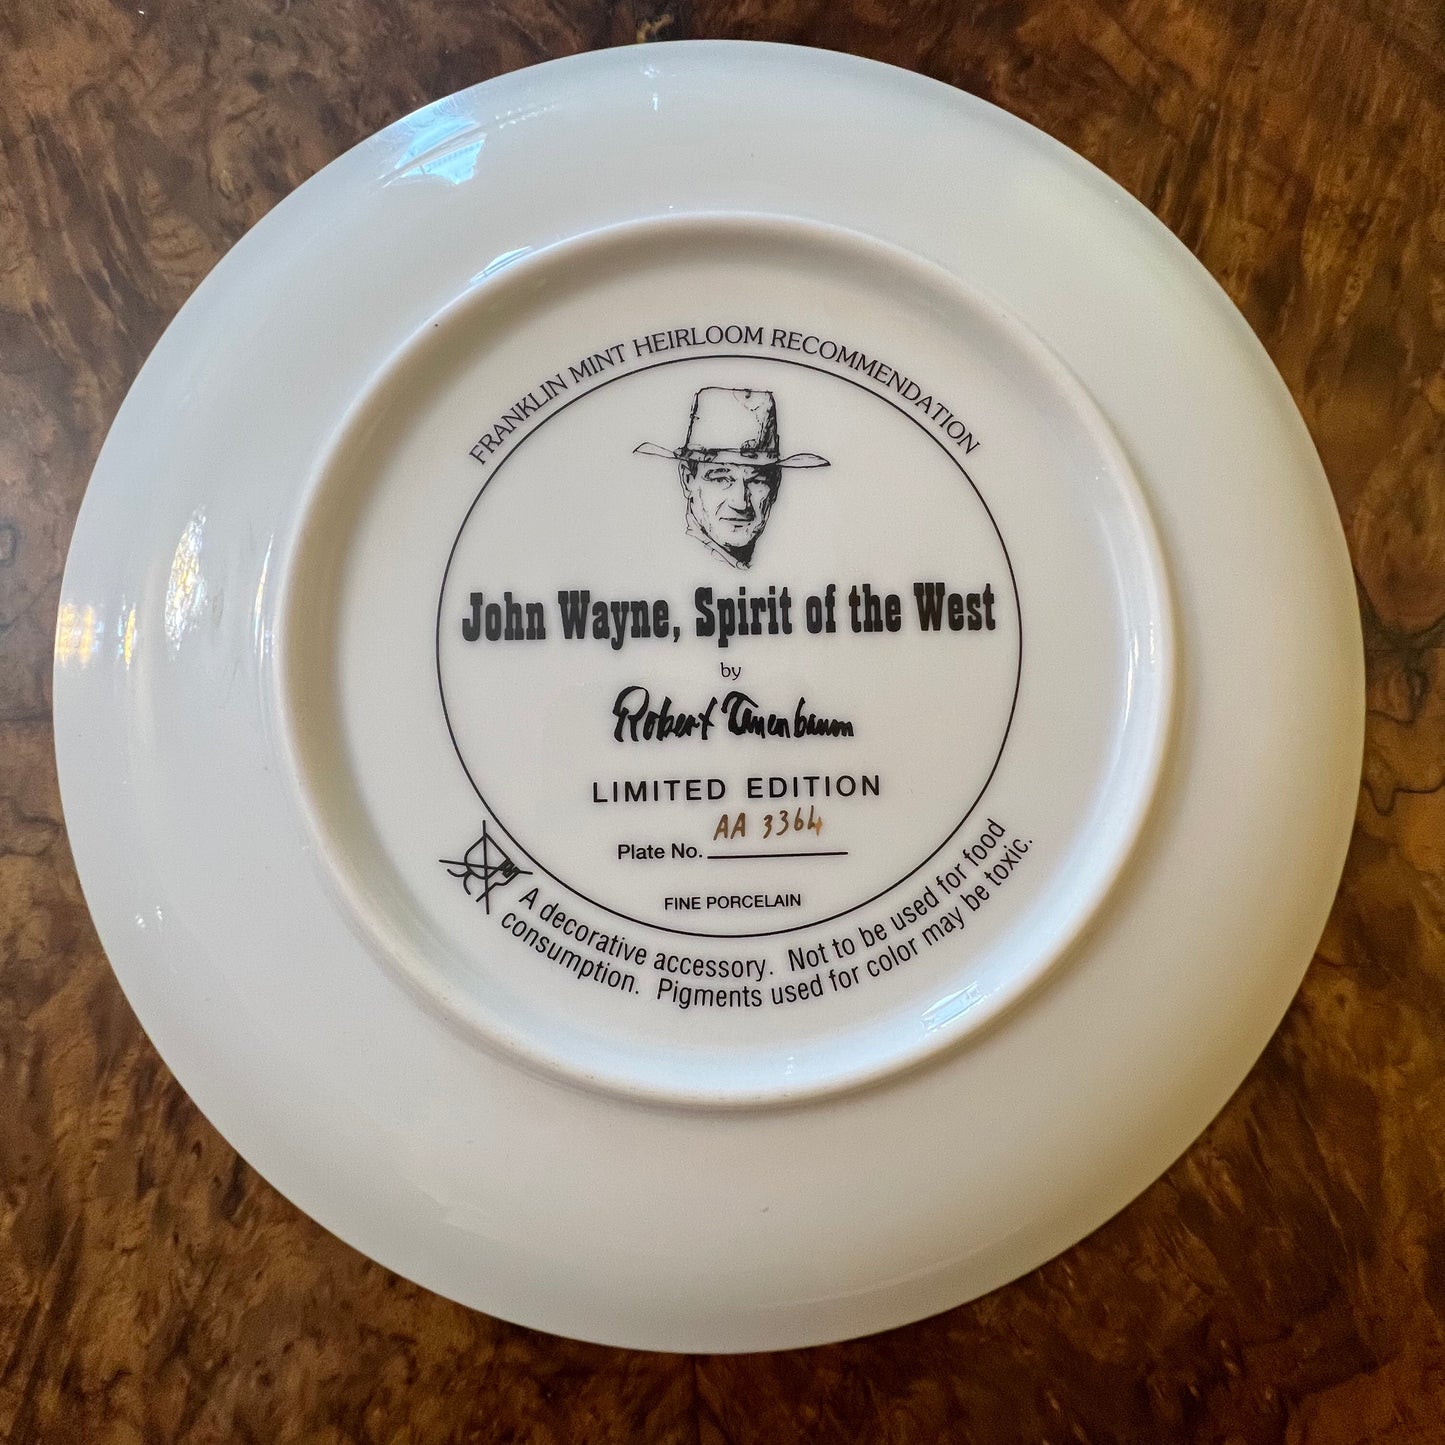 FRANKLIN MINT HEIRLOOM RECOMMENDATION
John Wayne, Spirit of the West
by
Robert Tanenbaum
LIMITED EDITION
Plate No. AA 3364
FINE PORCELAIN
A decorative accessory. Not to be used for food
consumption. Pigments used for color may be toxic.